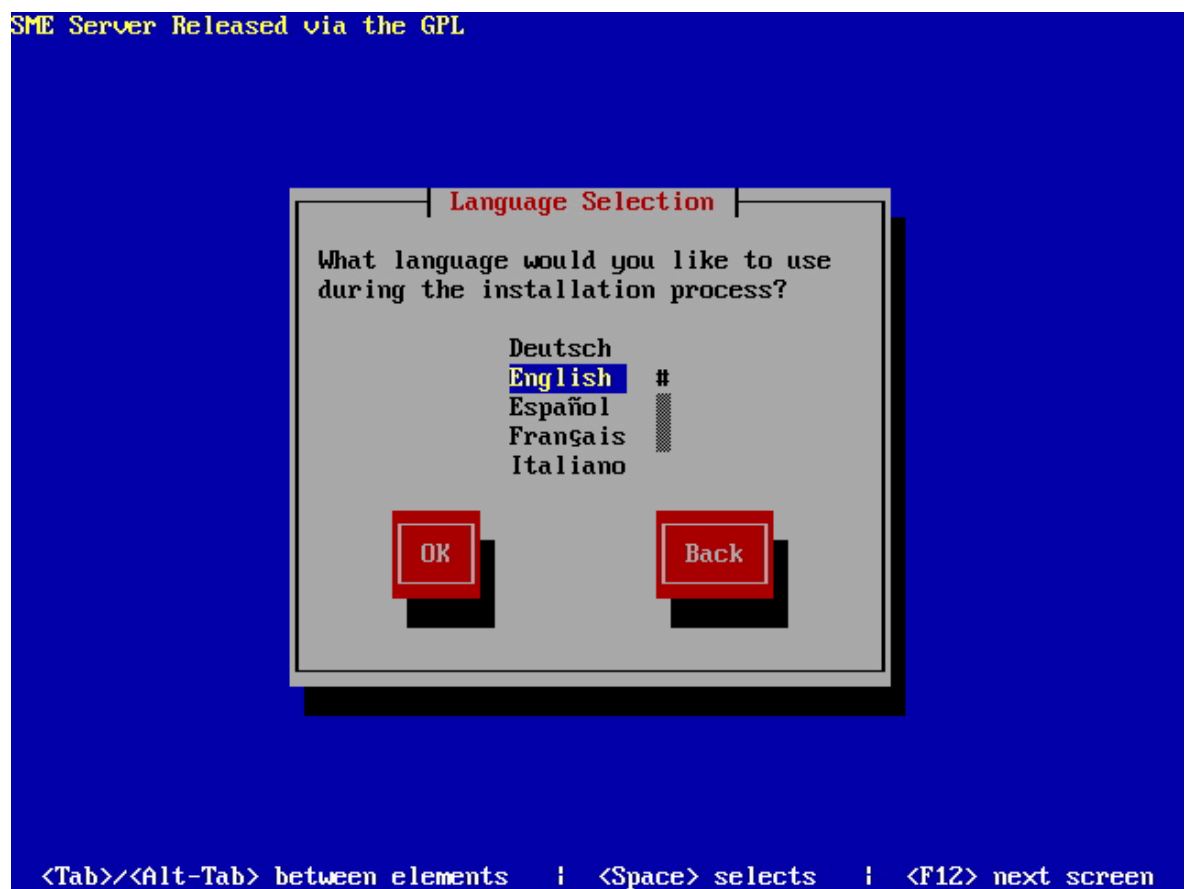 SME Server Released via the GPL
Language Selection
What language would you like to use
during the installation process?
Deutsch
English #
Español
Français
Italiano
OK Back
<Tab>/<Alt-Tab> between elements | <Space> selects | <F12> next screen